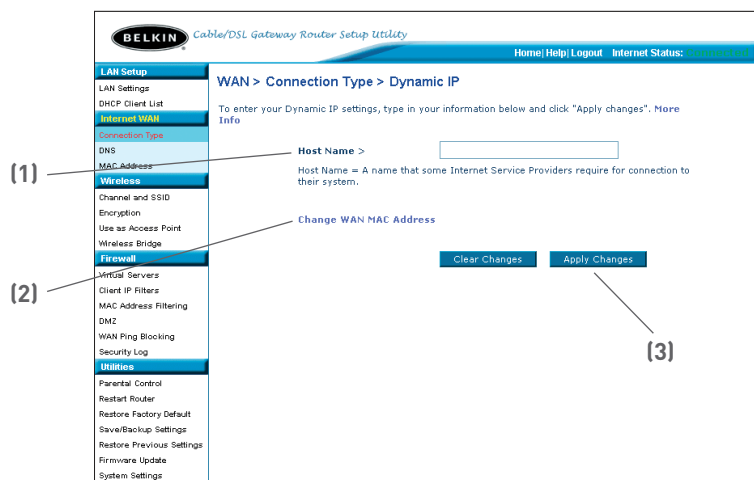 BELKIN
Cable/DSL Gateway Router Setup Utility
Home|Help|Logout Internet Status:
LAN Setup
LAN Settings
DHCP Client List
Internet WAN
Connection Type
DNS
MAC Address
Wireless
Channel and SSID
Encryption
Use as Access Point
Wireless Bridge
Firewall
Virtual Servers
Client IP Filters
MAC Address Filtering
DMZ
WAN Ping Blocking
Security Log
Utilities
Parental Control
Restart Router
Restore Factory Default
Save/Backup Settings
Restore Previous Settings
Firmware Update
System Settings
WAN > Connection Type > Dynamic IP
To enter your Dynamic IP settings, type in your information below and click "Apply changes". More
Info
(1)
Host Name >
Host Name = A name that some Internet Service Providers require for connection to
their system.
(2)
Change WAN MAC Address
Clear Changes
Apply Changes
(3)